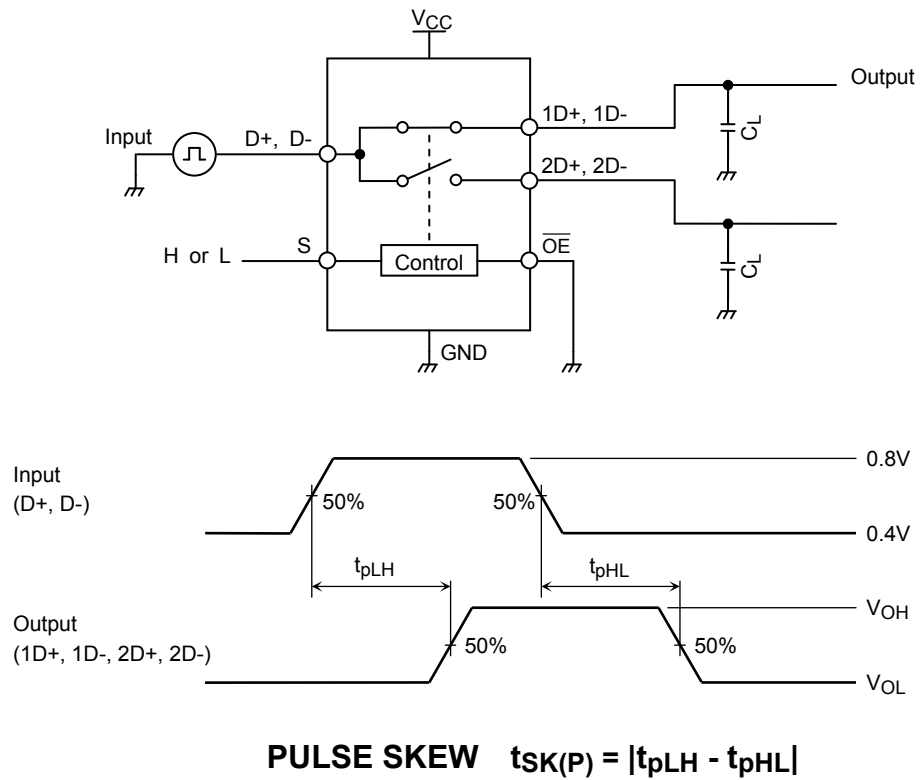 VCC
Output
1D+, 1D-
CL
Input
D+, D-
2D+, 2D-
H or L
S
Control
OE
CL
GND
Input
(D+, D-)
50%
50%
0.8V
0.4V
tpLH
tpHL
Output
(1D+, 1D-, 2D+, 2D-)
50%
50%
VOH
VOL
PULSE SKEW tSK(P) = |tpLH - tpHL|